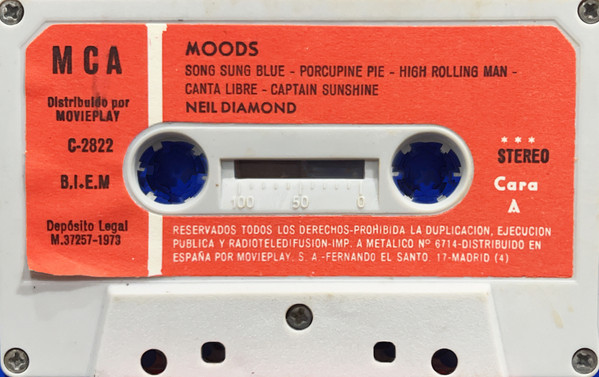 MCA
Distribuido por
MOVIEPLAY
C-2822
B.I.E.M
Depósito Legal
M.37257-1973
MOODS
SONG SUNG BLUE - PORCUPINE PIE - HIGH ROLLING MAN -
CANTA LIBRE - CAPTAIN SUNSHINE
NEIL DIAMOND
100 50 0
* * *
STEREO
Cara
A
RESERVADOS TODOS LOS DERECHOS-PROHIBIDA LA DUPLICACION, EJECUCION
PUBLICA Y RADIOTELEDIFUSION-IMP. A METALICO Nº 6714-DISTRIBUIDO EN
ESPAÑA POR MOVIEPLAY, S. A -FERNANDO EL SANTO 17-MADRID (4)